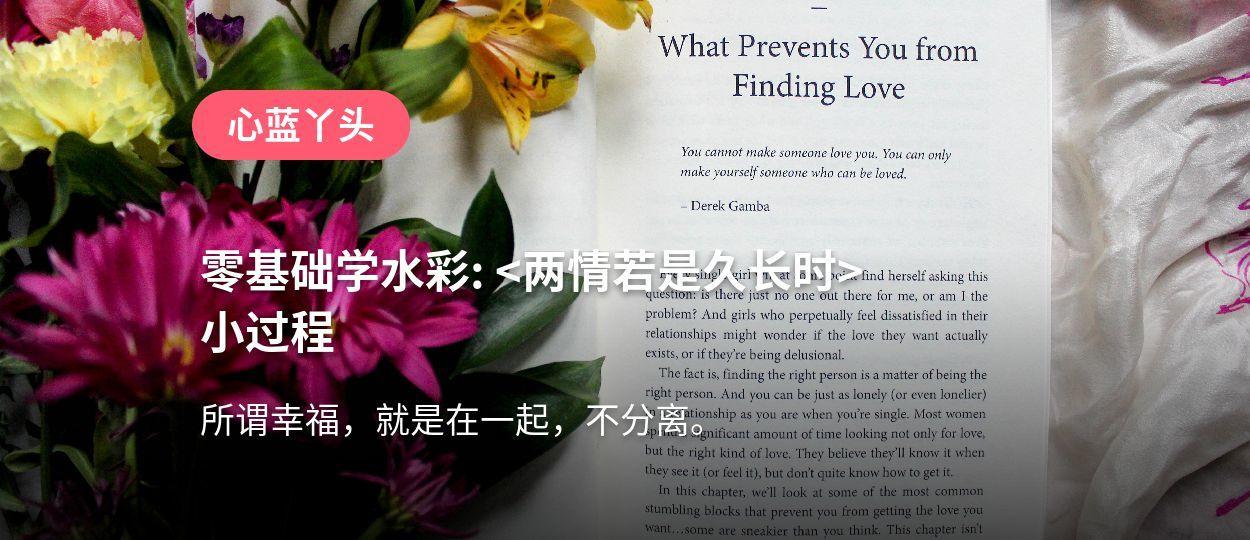 What Prevents You from
Finding Love
心蓝丫头
You cannot make someone love you. You can only
make yourself someone who can be loved.
– Derek Gamba
零基础学水彩: <两情若是久长时>
小过程
single girl find herself asking this
question: is there just no one out there for me, or am I the
problem? And girls who perpetually feel dissatisfied in their
relationships might wonder if the love they want actually
exists, or if they’re being delusional.
The fact is, finding the right person is a matter of being the
right person. And you can be just as lonely (or even lonelier)
所谓幸福，就是在一起，不分离。
relationship as you are when you’re single. Most women
significant amount of time looking not only for love,
but the right kind of love. They believe they’ll know it when
they see it (or feel it), but don’t quite know how to get it.
In this chapter, we’ll look at some of the most common
stumbling blocks that prevent you from getting the love you
want…some are sneakier than you think. This chapter isn’t